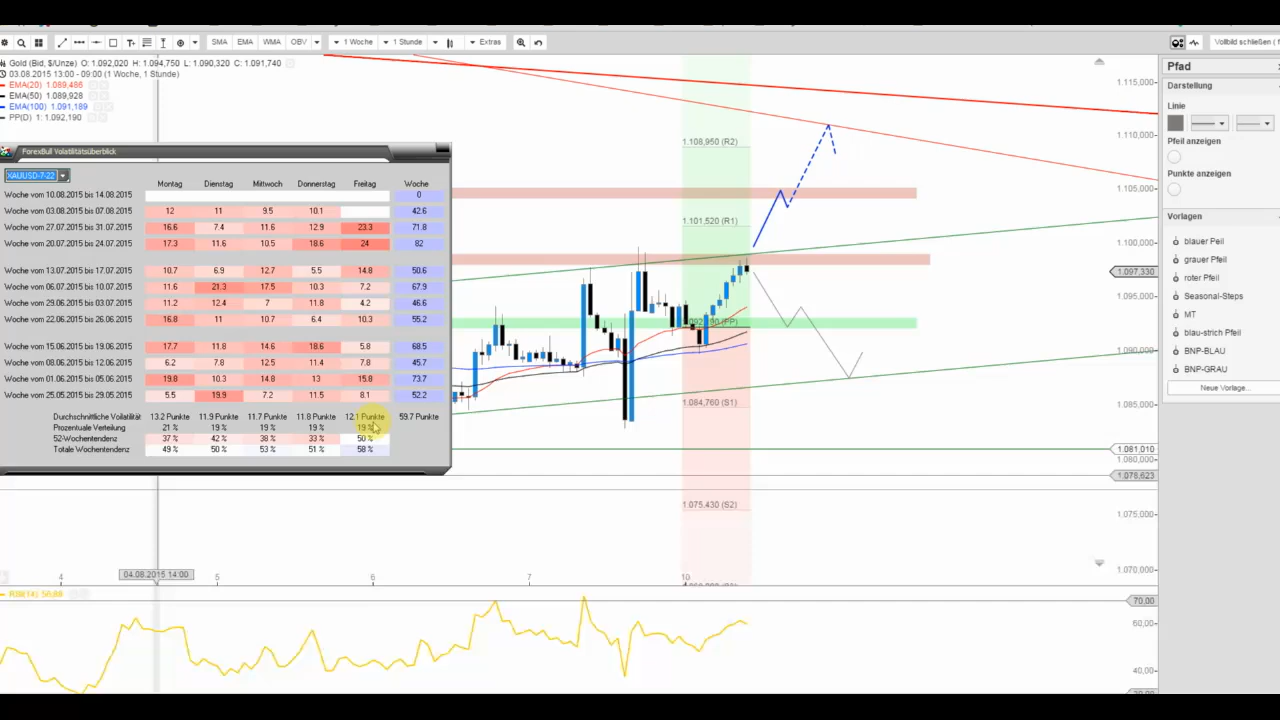 SMA EMA WMA OBV 1 Woche 1 Stunde Extras Vollbild schließen
Gold (Bid, $/Unze) O: 1.092,020 H: 1.094,750 L: 1.090,320 C: 1.091,740
03.08.2015 13:00 - 09:00 (1 Woche, 1 Stunde)
EMA(20) 1.089,486
EMA(50) 1.089,928
EMA(100) 1.091,189
PP(D) 1: 1.092,190
ForexBull Volatilitätsüberblick
XAUUSD-7-22
Montag Dienstag Mittwoch Donnerstag Freitag Woche
Woche vom 10.08.2015 bis 14.08.2015 0
Woche vom 03.08.2015 bis 07.08.2015 12 11 9.5 10.1 42.6
Woche vom 27.07.2015 bis 31.07.2015 16.6 7.4 11.6 12.9 23.3 71.8
Woche vom 20.07.2015 bis 24.07.2015 17.3 11.6 10.5 18.6 24 82
Woche vom 13.07.2015 bis 17.07.2015 10.7 6.9 12.7 5.5 14.8 50.6
Woche vom 06.07.2015 bis 10.07.2015 11.6 21.3 17.5 10.3 7.2 67.9
Woche vom 29.06.2015 bis 03.07.2015 11.2 12.4 7 11.8 4.2 46.6
Woche vom 22.06.2015 bis 26.06.2015 16.8 11 10.7 6.4 10.3 55.2
Woche vom 15.06.2015 bis 19.06.2015 17.7 11.8 14.6 18.6 5.8 68.5
Woche vom 08.06.2015 bis 12.06.2015 6.2 7.8 12.5 11.4 7.8 45.7
Woche vom 01.06.2015 bis 05.06.2015 19.8 10.3 14.8 13 15.8 73.7
Woche vom 25.05.2015 bis 29.05.2015 5.5 19.9 7.2 11.5 8.1 52.2
Durchschnittliche Voilatilität 13.2 Punkte 11.9 Punkte 11.7 Punkte 11.8 Punkte 12.1 Punkte 59.7 Punkte
Prozentuale Verteilung 21 % 19 % 19 % 19 % 19 %
52-Wochentendenz 37 % 42 % 38 % 33 % 50 %
Totale Wochentendenz 49 % 50 % 53 % 51 % 58 %
1.108,950 (R2)
1.101,520 (R1)
(PP)
1.084,760 (S1)
1.075,430 (S2)
1.115,000
1.110,000
1.105,000
1.100,000
1.097,330
1.095,000
1.090,000
1.085,000
1.081,010
1.080,000
1.078,623
1.075,000
1.070,000
4 04.08.2015 14:00 5 6 7 10
RSI(14) 50,88
70,00
60,00
40,00
Pfad
Darstellung
Linie
Pfeil anzeigen
Punkte anzeigen
Vorlagen
blauer Peil
grauer Pfeil
roter Pfeil
Seasonal-Steps
MT
blau-strich Pfeil
BNP-BLAU
BNP-GRAU
Neue Vorlage...